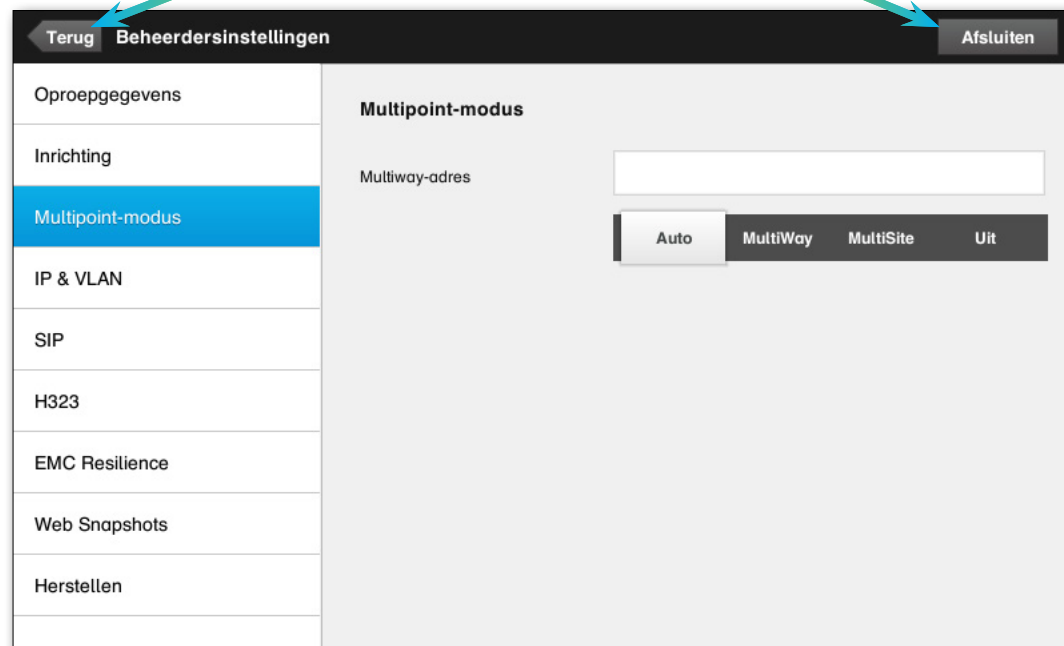 Terug Beheerdersinstellingen Afsluiten
Oproepgegevens
Inrichting
Multipoint-modus
IP & VLAN
SIP
H323
EMC Resilience
Web Snapshots
Herstellen
Multipoint-modus
Multiway-adres
Auto MultiWay MultiSite Uit